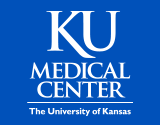 KU
MEDICAL
CENTER
The University of Kansas